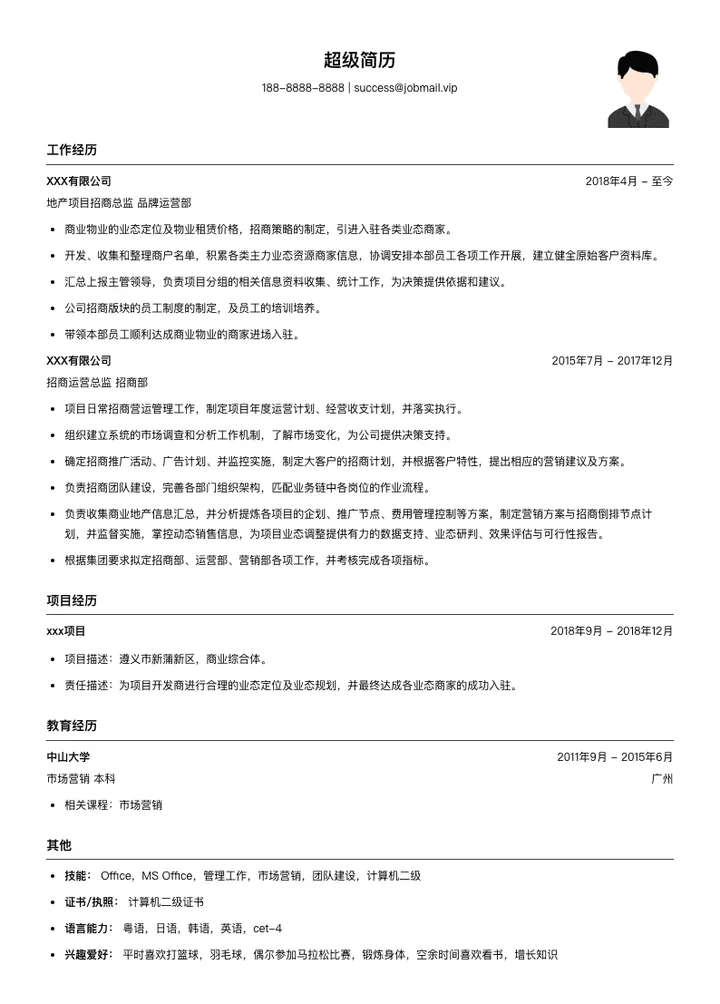 超级简历
188-8888-8888 | success@jobmail.vip
工作经历
XXX有限公司 2018年4月 - 至今
地产项目招商总监 品牌运营部
• 商业物业的业态定位及物业租赁价格，招商策略的制定，引进入驻各类业态商家。
• 开发、收集和整理商户名单，积累各类主力业态资源商家信息，协调安排本部员工各项工作开展，建立健全原始客户资料库。
• 汇总上报主管领导，负责项目分组的相关信息资料收集、统计工作，为决策提供依据和建议。
• 公司招商版块的员工制度的制定，及员工的培训培养。
• 带领本部员工顺利达成商业物业的商家进场入驻。
XXX有限公司 2015年7月 - 2017年12月
招商运营总监 招商部
• 项目日常招商营运管理工作，制定项目年度运营计划、经营收支计划，并落实执行。
• 组织建立系统的市场调查和分析工作机制，了解市场变化，为公司提供决策支持。
• 确定招商推广活动、广告计划、并监控实施，制定大客户的招商计划，并根据客户特性，提出相应的营销建议及方案。
• 负责招商团队建设，完善各部门组织架构，匹配业务链中各岗位的作业流程。
• 负责收集商业地产信息汇总，并分析提炼各项目的企划、推广节点、费用管理控制等方案，制定营销方案与招商倒排节点计
划，并监督实施，掌控动态销售信息，为项目业态调整提供有力的数据支持、业态研判、效果评估与可行性报告。
• 根据集团要求拟定招商部、运营部、营销部各项工作，并考核完成各项指标。
项目经历
xxx项目 2018年9月 - 2018年12月
• 项目描述：遵义市新蒲新区，商业综合体。
• 责任描述：为项目开发商进行合理的业态定位及业态规划，并最终达成各业态商家的成功入驻。
教育经历
中山大学 2011年9月 - 2015年6月
市场营销 本科 广州
• 相关课程：市场营销
其他
• 技能： Office，MS Office，管理工作，市场营销，团队建设，计算机二级
• 证书/执照： 计算机二级证书
• 语言能力： 粤语，日语，韩语，英语，cet-4
• 兴趣爱好： 平时喜欢打篮球，羽毛球，偶尔参加马拉松比赛，锻炼身体，空余时间喜欢看书，增长知识